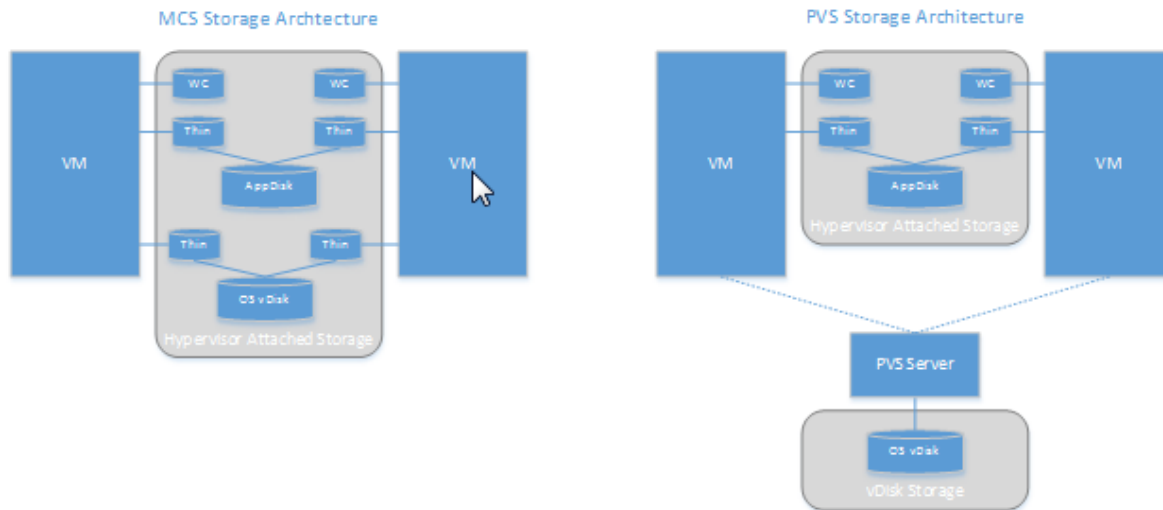 MCS Storage Archtecture
WC
WC
Thin
Thin
VM
VM
AppDisk
Thin
Thin
OS vDisk
Hypervisor Attached Storage
PVS Storage Architecture
WC
WC
Thin
Thin
VM
VM
AppDisk
Hypervisor Attached Storage
PVS Server
OS vDisk
vDisk Storage